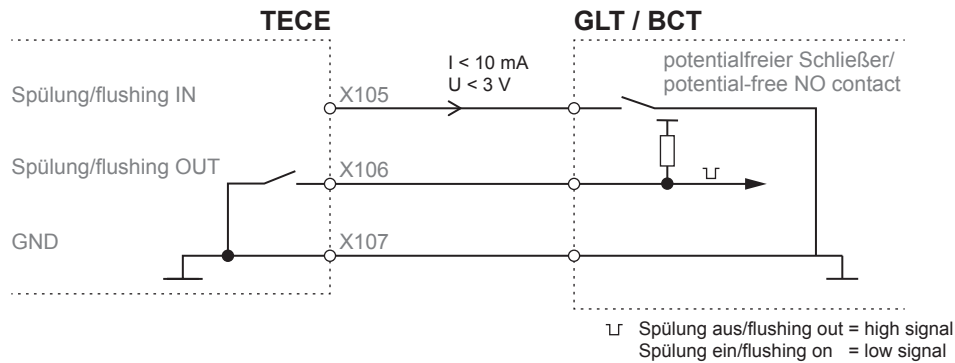 TECE
GLT / BCT
I < 10 mA
U < 3 V
potentialfreier Schließer/
potential-free NO contact
Spülung/flushing IN
X105
Spülung/flushing OUT
X106
GND
X107
Spülung aus/flushing out = high signal
Spülung ein/flushing on = low signal